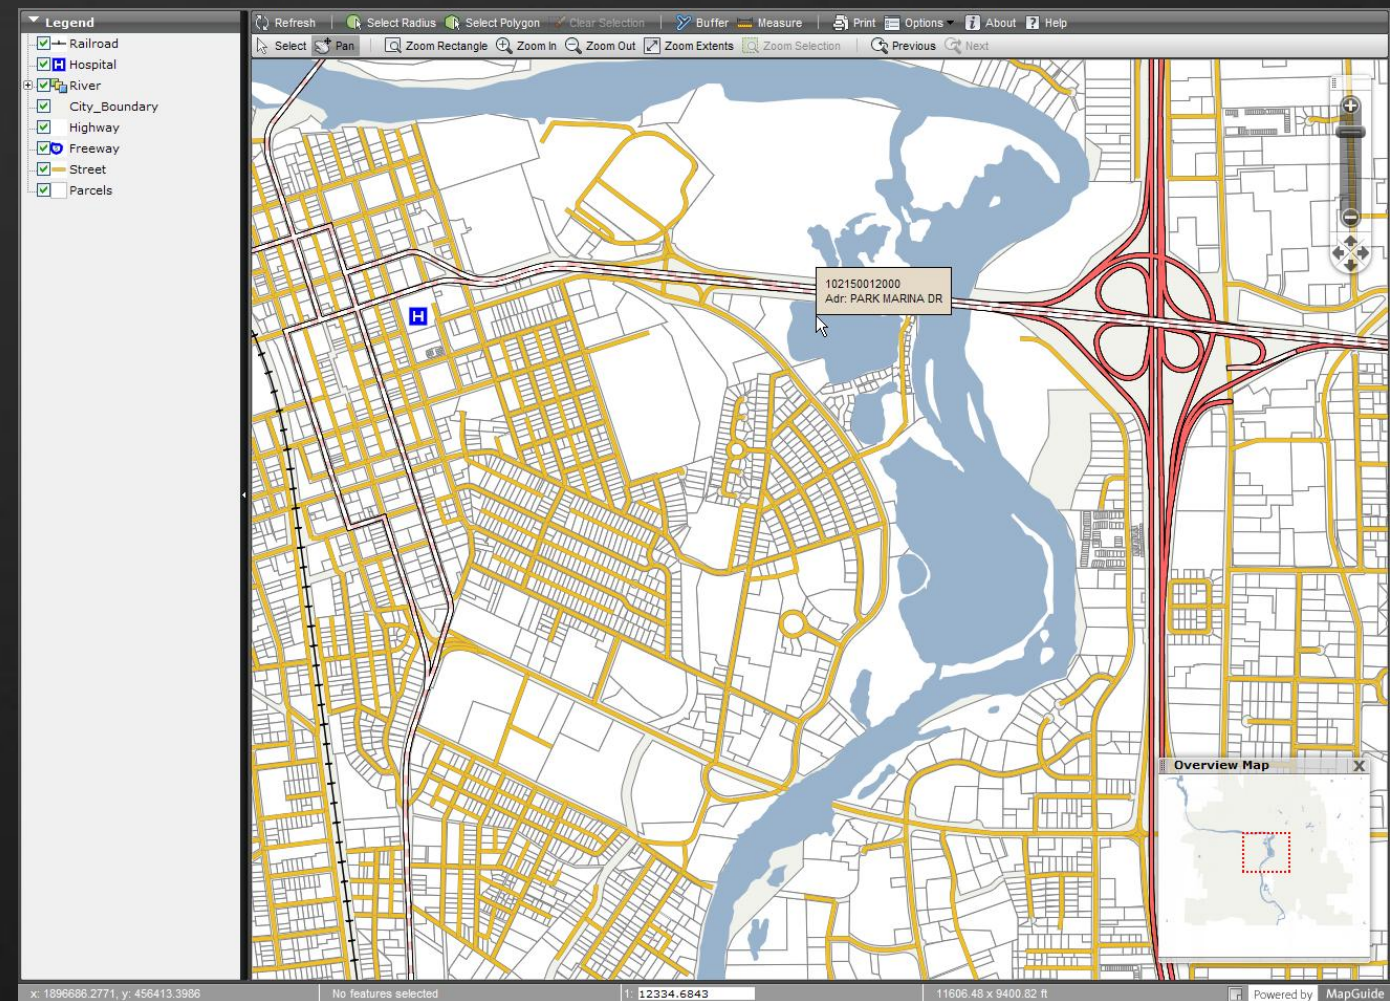 Legend
Railroad
H Hospital
River
City_Boundary
Highway
Freeway
Street
Parcels
Refresh Select Radius Select Polygon Clear Selection Buffer Measure Print Options i About ? Help
Select Pan Zoom Rectangle Zoom In Zoom Out Zoom Extents Zoom Selection Previous Next
102150012000
Adr: PARK MARINA DR
H
Overview Map X
x: 1896686.2771, y: 456413.3986 No features selected 1: 12334.6843 11606.48 x 9400.82 ft Powered by MapGuide